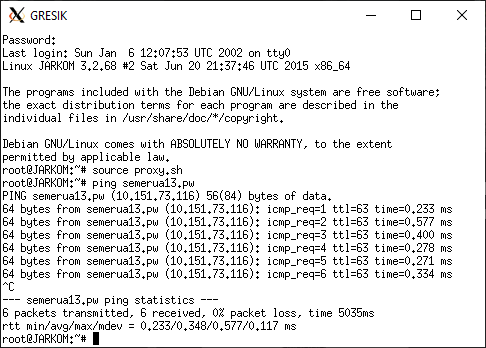 GRESIK
Password:
Last login: Sun Jan  6 12:07:53 UTC 2002 on tty0
Linux JARKOM 3.2.68 #2 Sat Jun 20 21:37:46 UTC 2015 x86_64
The programs included with the Debian GNU/Linux system are free software;
the exact distribution terms for each program are described in the
individual files in /usr/share/doc/*/copyright.
Debian GNU/Linux comes with ABSOLUTELY NO WARRANTY, to the extent
permitted by applicable law.
root@JARKOM:~# source proxy.sh
root@JARKOM:~# ping semerua13.pw
PING semerua13.pw (10.151.73.116) 56(84) bytes of data.
64 bytes from semerua13.pw (10.151.73.116): icmp_req=1 ttl=63 time=0.233 ms
64 bytes from semerua13.pw (10.151.73.116): icmp_req=2 ttl=63 time=0.577 ms
64 bytes from semerua13.pw (10.151.73.116): icmp_req=3 ttl=63 time=0.400 ms
64 bytes from semerua13.pw (10.151.73.116): icmp_req=4 ttl=63 time=0.278 ms
64 bytes from semerua13.pw (10.151.73.116): icmp_req=5 ttl=63 time=0.271 ms
64 bytes from semerua13.pw (10.151.73.116): icmp_req=6 ttl=63 time=0.334 ms
^C
--- semerua13.pw ping statistics ---
6 packets transmitted, 6 received, 0% packet loss, time 5035ms
rtt min/avg/max/mdev = 0.233/0.348/0.577/0.117 ms
root@JARKOM:~#